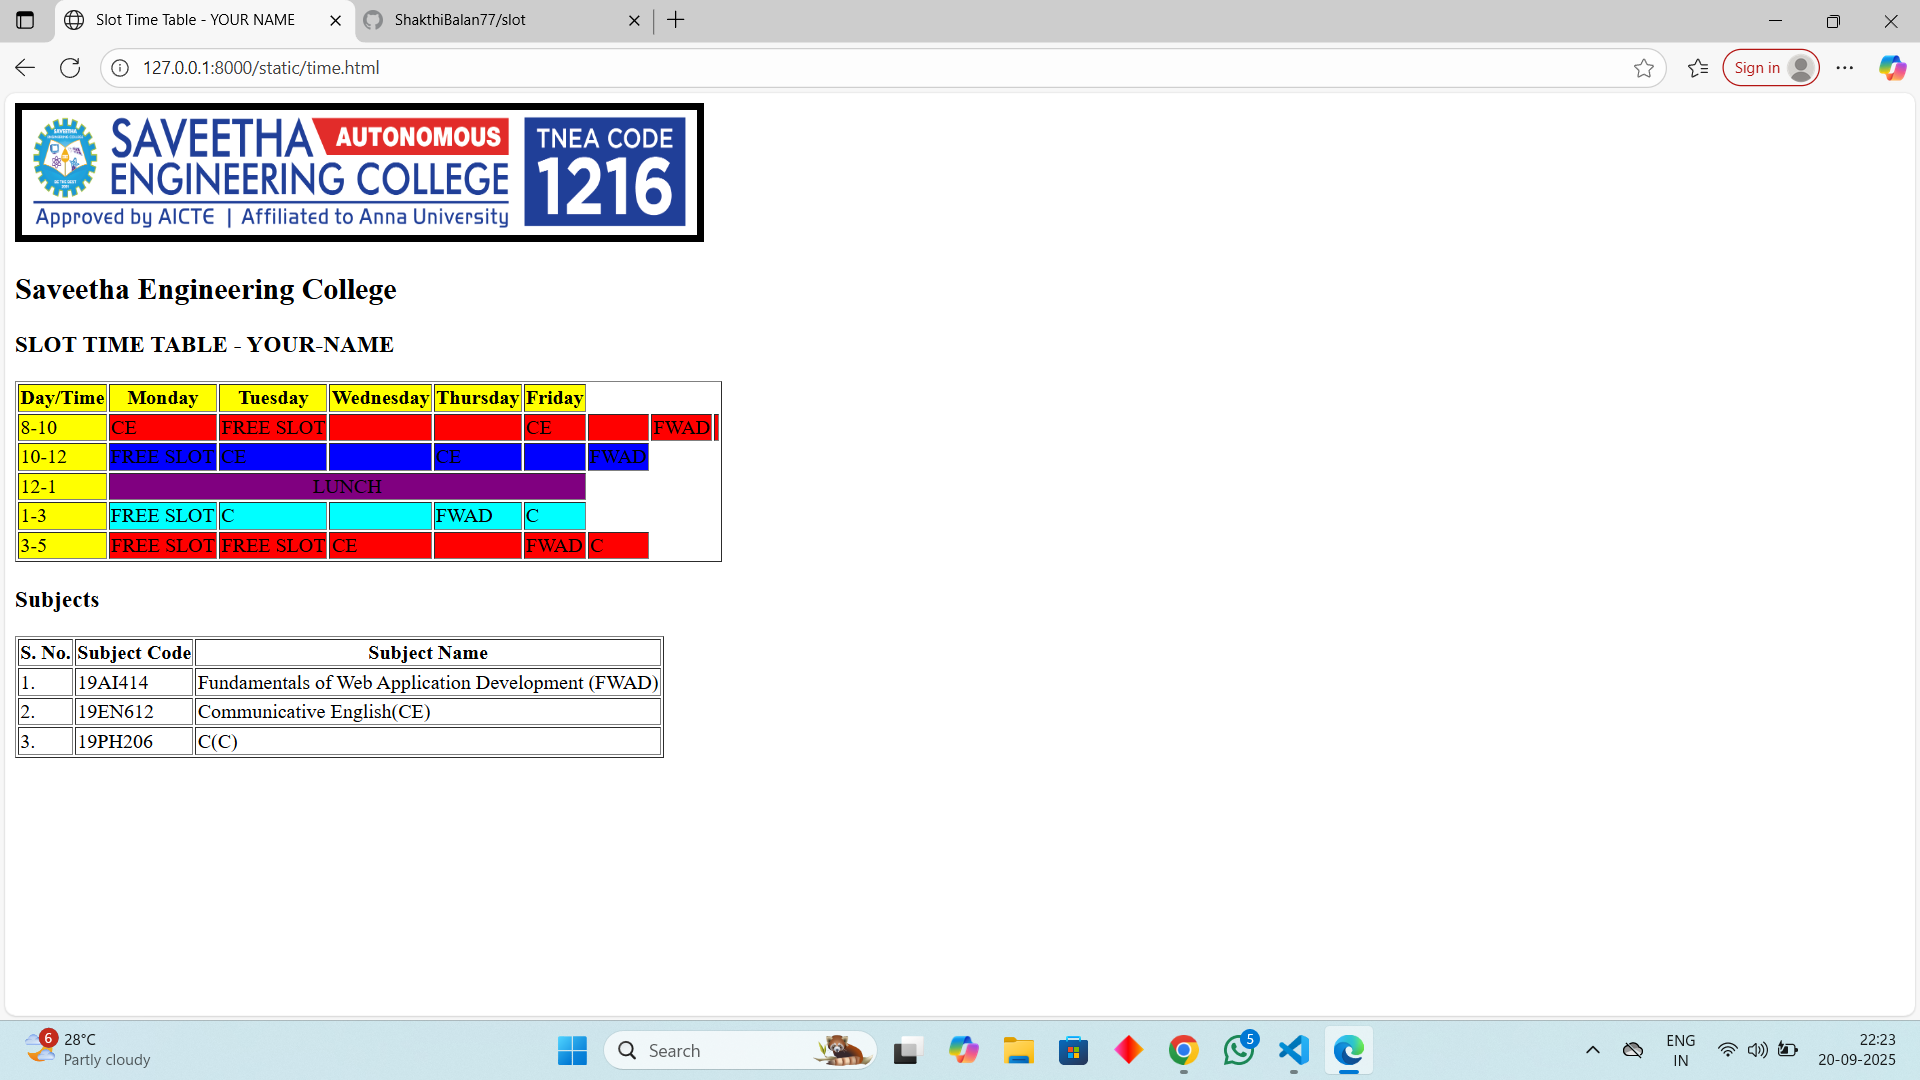 Slot Time Table - YOUR NAME
ShakthiBalan77/slot
127.0.0.1:8000/static/time.html
Sign in
SAVEETHA AUTONOMOUS
ENGINEERING COLLEGE
Approved by AICTE | Affiliated to Anna University
TNEA CODE
1216
Saveetha Engineering College
SLOT TIME TABLE - YOUR-NAME
Day/Time Monday Tuesday Wednesday Thursday Friday
8-10 CE FREE SLOT CE FWAD
10-12 FREE SLOT CE CE FWAD
12-1 LUNCH
1-3 FREE SLOT C FWAD C
3-5 FREE SLOT FREE SLOT CE FWAD C
Subjects
S. No. Subject Code Subject Name
1. 19AI414 Fundamentals of Web Application Development (FWAD)
2. 19EN612 Communicative English(CE)
3. 19PH206 C(C)
6
28°C
Partly cloudy
Search
5
ENG
IN
22:23
20-09-2025